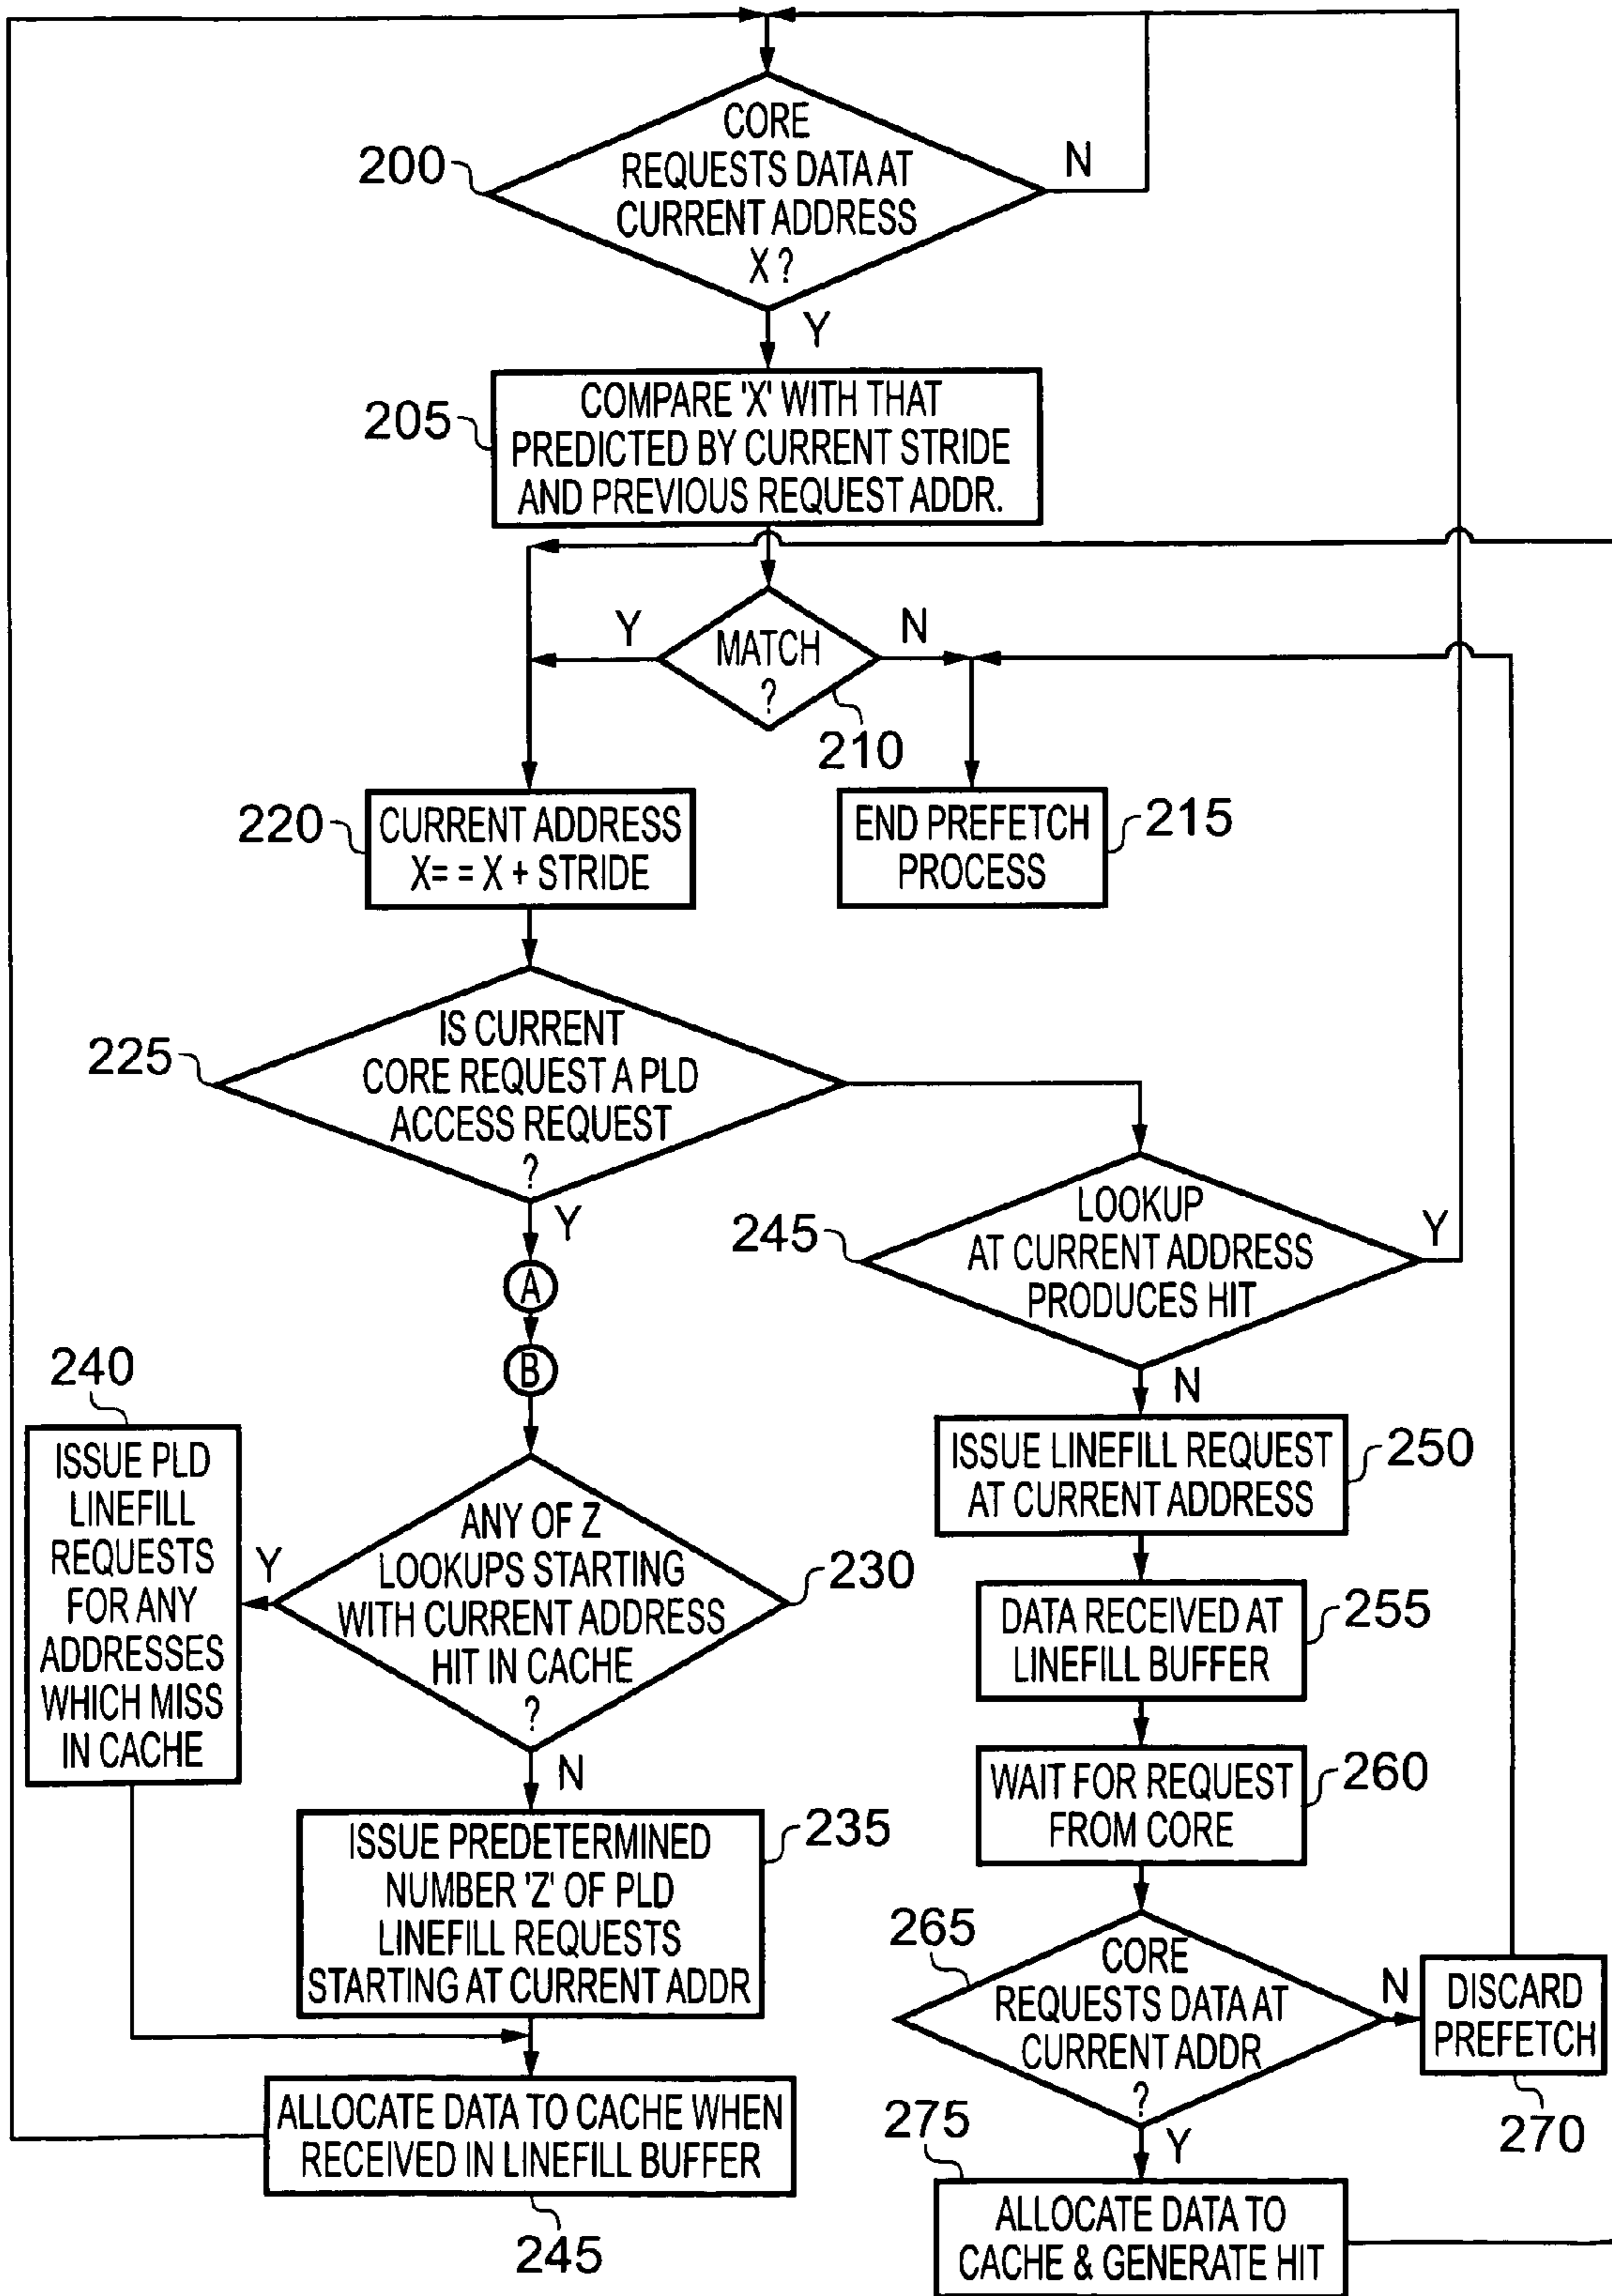 CORE
REQUESTS DATA AT
CURRENT ADDRESS
X ?
200
N
Y
COMPARE 'X' WITH THAT
PREDICTED BY CURRENT STRIDE
AND PREVIOUS REQUEST ADDR.
205
MATCH
?
Y
N
210
CURRENT ADDRESS
X= = X + STRIDE
220
END PREFETCH
PROCESS
215
IS CURRENT
CORE REQUEST A PLD
ACCESS REQUEST
?
225
Y
A
B
LOOKUP
AT CURRENT ADDRESS
PRODUCES HIT
245
Y
N
240
ISSUE PLD
LINEFILL
REQUESTS
FOR ANY
ADDRESSES
WHICH MISS
IN CACHE
Y
ANY OF Z
LOOKUPS STARTING
WITH CURRENT ADDRESS
HIT IN CACHE
?
230
N
ISSUE LINEFILL REQUEST
AT CURRENT ADDRESS
250
DATA RECEIVED AT
LINEFILL BUFFER
255
WAIT FOR REQUEST
FROM CORE
260
ISSUE PREDETERMINED
NUMBER 'Z' OF PLD
LINEFILL REQUESTS
STARTING AT CURRENT ADDR
235
265
CORE
REQUESTS DATA AT
CURRENT ADDR
?
N
DISCARD
PREFETCH
270
Y
ALLOCATE DATA TO CACHE WHEN
RECEIVED IN LINEFILL BUFFER
245
275
ALLOCATE DATA TO
CACHE & GENERATE HIT